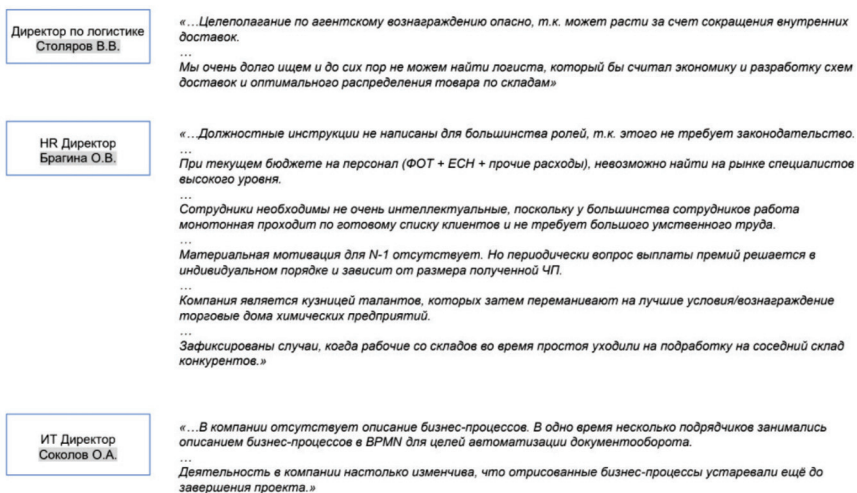 Директор по логистике
Столяров В.В.
«…Целеполагание по агентскому вознаграждению опасно, т.к. может расти за счет сокращения внутренних
доставок.
…
Мы очень долго ищем и до сих пор не можем найти логиста, который бы считал экономику и разработку схем
доставок и оптимального распределения товара по складам»
HR Директор
Брагина О.В.
«…Должностные инструкции не написаны для большинства ролей, т.к. этого не требует законодательство.
…
При текущем бюджете на персонал (ФОТ + ЕСН + прочие расходы), невозможно найти на рынке специалистов
высокого уровня.
…
Сотрудники необходимы не очень интеллектуальные, поскольку у большинства сотрудников работа
монотонная проходит по готовому списку клиентов и не требует большого умственного труда.
…
Материальная мотивация для N-1 отсутствует. Но периодически вопрос выплаты премий решается в
индивидуальном порядке и зависит от размера полученной ЧП.
…
Компания является кузницей талантов, которых затем переманивают на лучшие условия/вознаграждение
торговые дома химических предприятий.
…
Зафиксированы случаи, когда рабочие со складов во время простоя уходили на подработку на соседний склад
конкурентов.»
ИТ Директор
Соколов О.А.
«…В компании отсутствует описание бизнес-процессов. В одно время несколько подрядчиков занимались
описанием бизнес-процессов в BPMN для целей автоматизации документооборота.
…
Деятельность в компании настолько изменчива, что отрисованные бизнес-процессы устаревали ещё до
завершения проекта.»